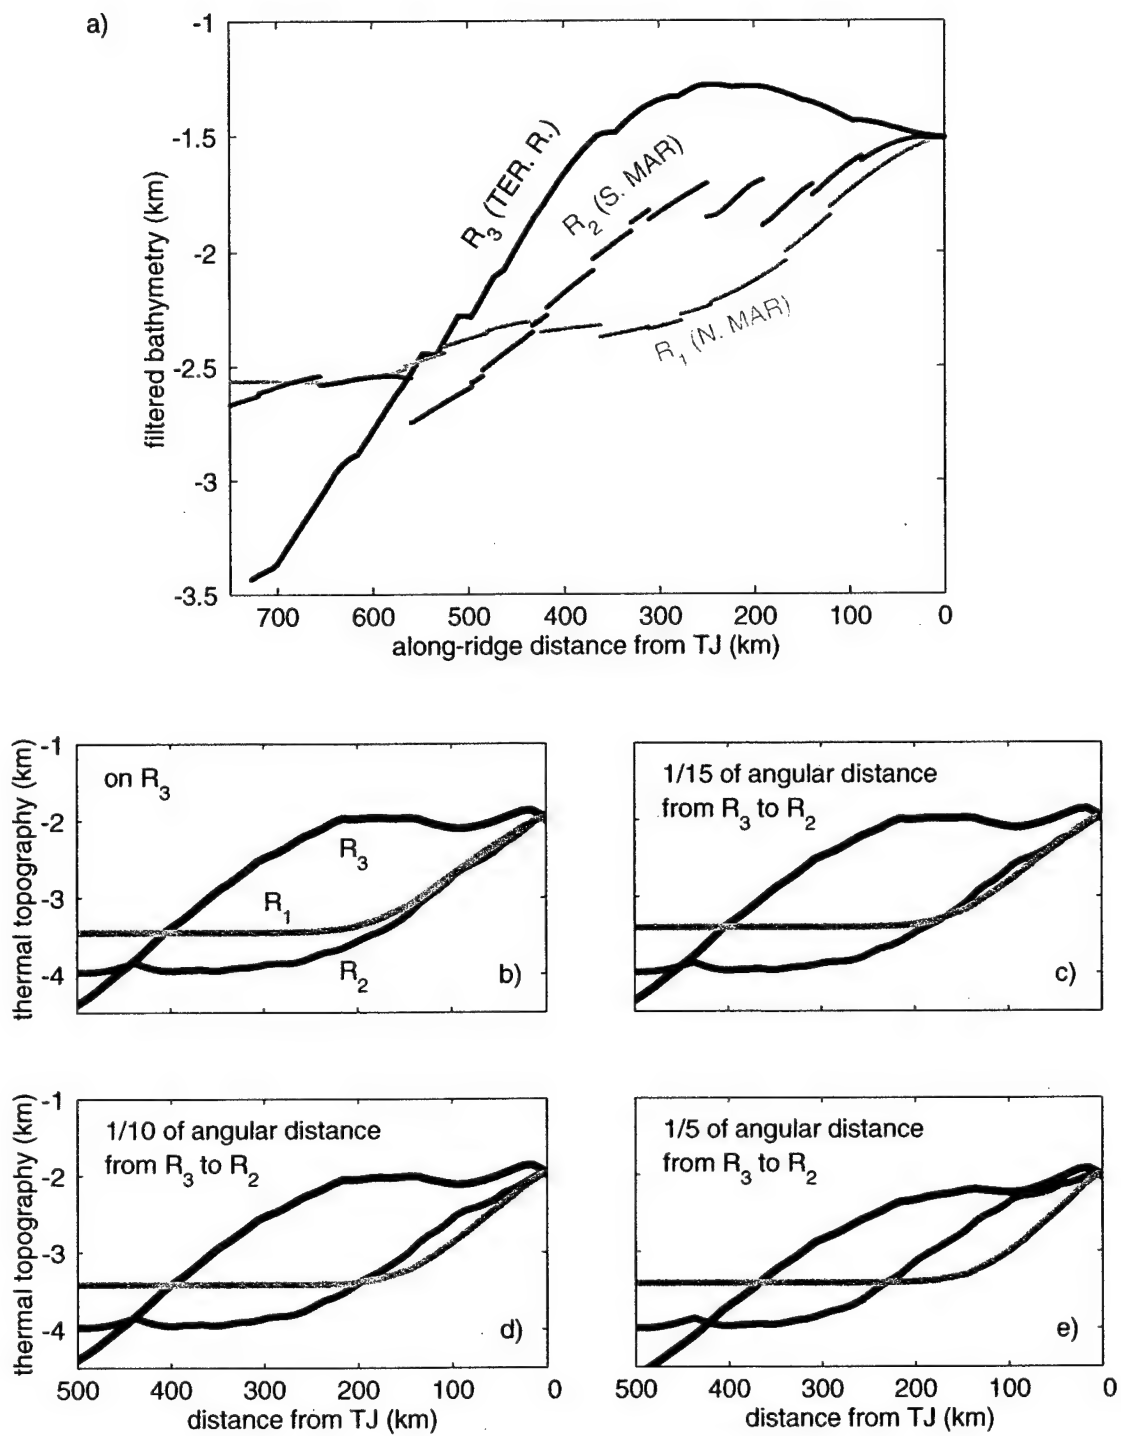 a)
-1
-1.5
-2
-2.5
-3
-3.5
filtered bathymetry (km)
R3 (TER. R.)
R2 (S. MAR)
R1 (N. MAR)
700 600 500 400 300 200 100 0
along-ridge distance from TJ (km)
thermal topography (km)
-1
-2
-3
-4
on R3
R3
R1
R2
b)
1/15 of angular distance
from R3 to R2
c)
thermal topography (km)
-1
-2
-3
-4
1/10 of angular distance
from R3 to R2
d)
500 400 300 200 100 0
distance from TJ (km)
1/5 of angular distance
from R3 to R2
e)
500 400 300 200 100 0
distance from TJ (km)